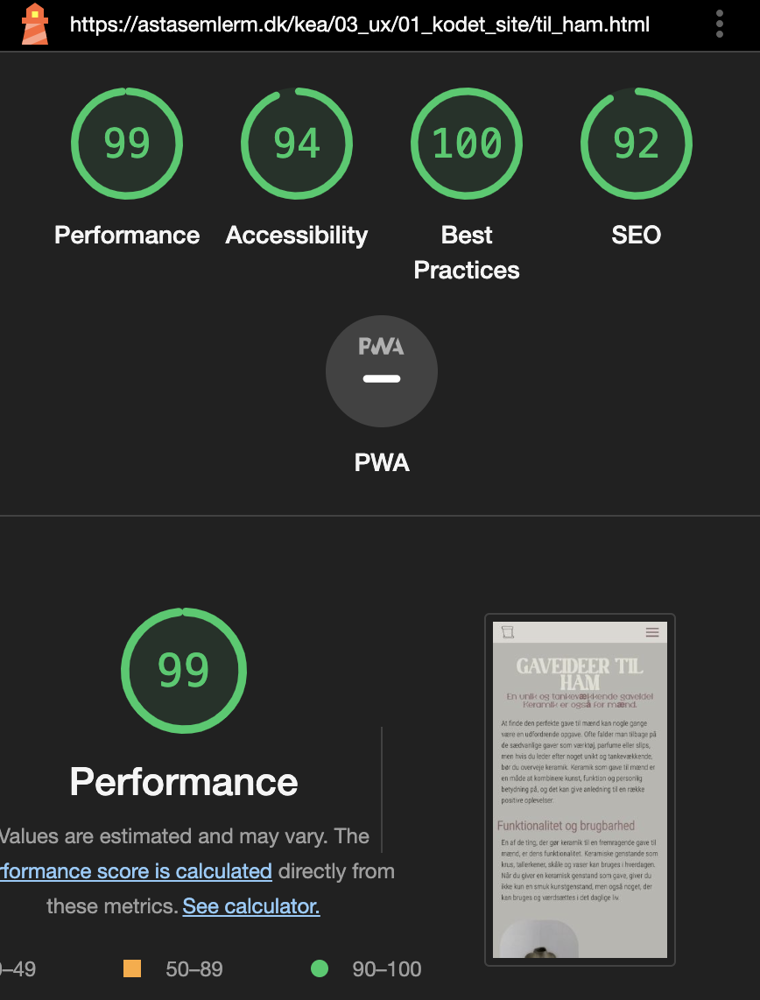 https://astasemlerm.dk/kea/03_ux/01_kodet_site/til_ham.html
99
94
100
92
Performance
Accessibility
Best
Practices
SEO
PWA
PWA
99
Performance
Values are estimated and may vary. The
rformance score is calculated directly from
these metrics. See calculator.
0–49
50–89
90–100
GAVEIDEER TIL
HAM
En unik og tankevækkende gaveide!
Keramik er også for mænd.
At finde den perfekte gave til mænd kan nogle gange
være en udfordrende opgave. Ofte falder man tilbage på
de sædvanlige gaver som værktøj, parfume eller slips,
men hvis du leder efter noget unikt og tankevækkende,
bør du overveje keramik. Keramik som gave til mænd er
en måde at kombinere kunst, funktion og personlig
betydning på, og det kan give anledning til en række
positive oplevelser.
Funktionalitet og brugbarhed
En af de ting, der gør keramik til en fremragende gave til
mænd, er dens funktionalitet. Keramiske genstande som
krus, tallerkener, skåle og vaser kan bruges i hverdagen.
Når du giver en keramisk genstand som gave, giver du
ikke kun en smuk kunstgenstand, men også noget, der
kan bruges og værdsættes i det daglige liv.